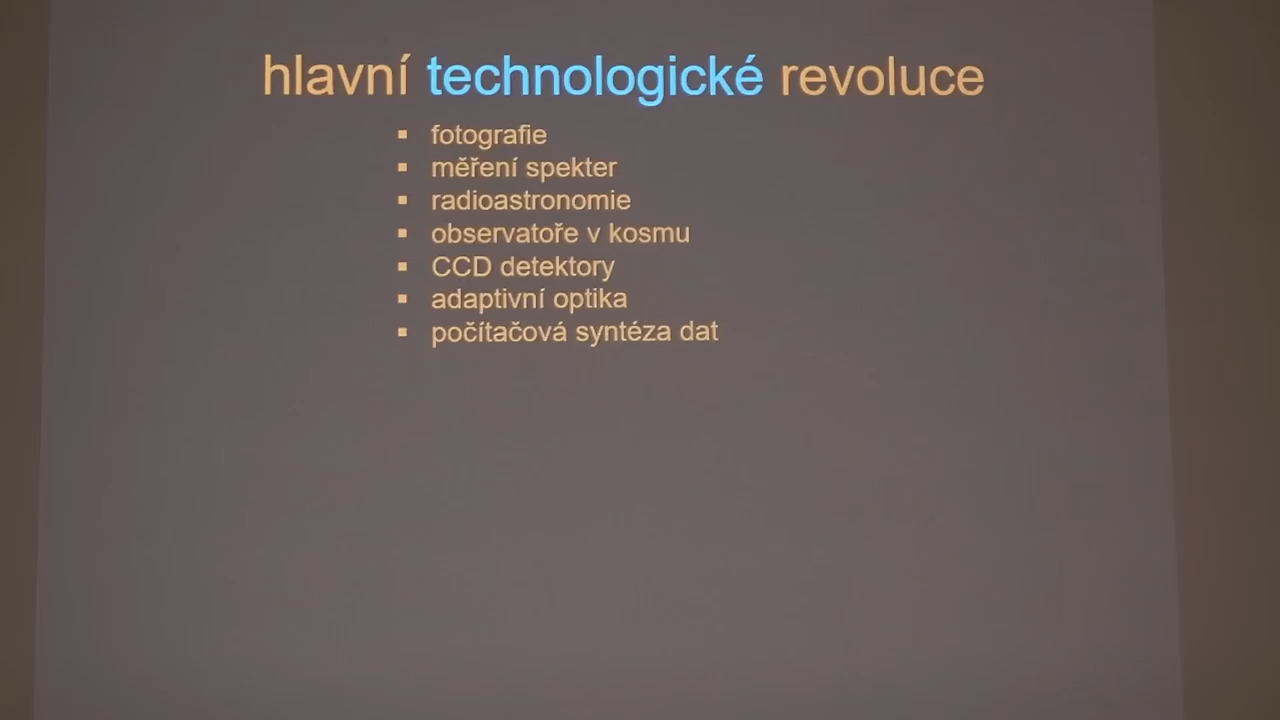 hlavní technologické revoluce
▪ fotografie
▪ měření spekter
▪ radioastronomie
▪ observatoře v kosmu
▪ CCD detektory
▪ adaptivní optika
▪ počítačová syntéza dat